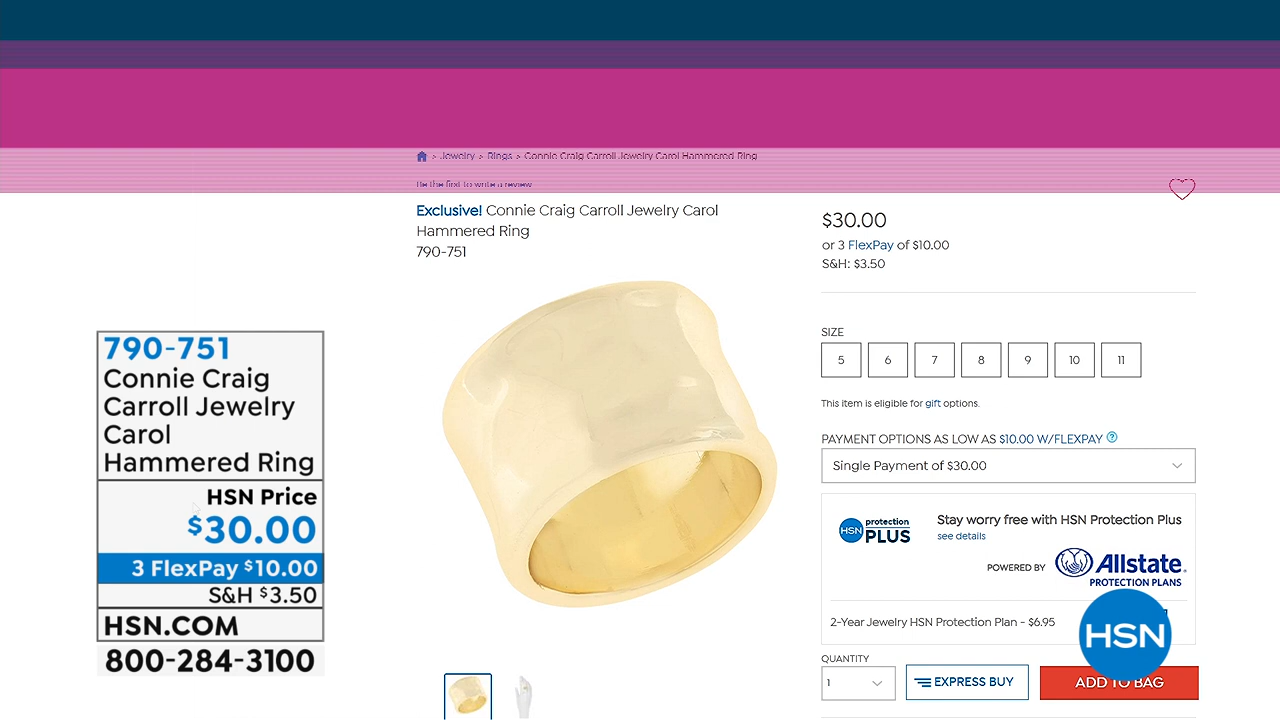 > Jewelry > Rings > Connie Craig Carroll Jewelry Carol Hammered Ring
Be the first to write a review
Exclusive! Connie Craig Carroll Jewelry Carol
Hammered Ring
790-751
$30.00
or 3 FlexPay of $10.00
S&H: $3.50
SIZE
5 6 7 8 9 10 11
This item is eligible for gift options.
PAYMENT OPTIONS AS LOW AS $10.00 W/FLEXPAY ?
Single Payment of $30.00
HSN protection PLUS
Stay worry free with HSN Protection Plus
see details
POWERED BY Allstate.
PROTECTION PLANS
2-Year Jewelry HSN Protection Plan - $6.95
QUANTITY
1
EXPRESS BUY
ADD TO BAG
HSN
790-751
Connie Craig
Carroll Jewelry
Carol
Hammered Ring
HSN Price
$30.00
3 FlexPay $10.00
S&H $3.50
HSN.COM
800-284-3100